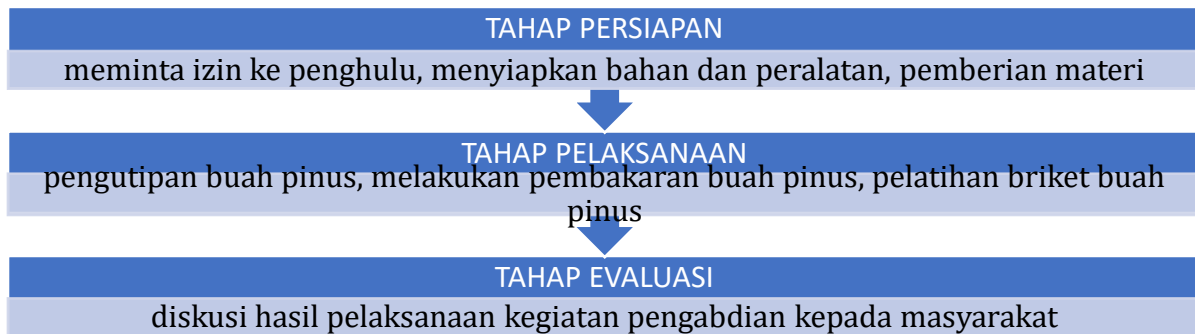 TAHAP PERSIAPAN
meminta izin ke penghulu, menyiapkan bahan dan peralatan, pemberian materi
TAHAP PELAKSANAAN
pengutipan buah pinus, melakukan pembakaran buah pinus, pelatihan briket buah
pinus
TAHAP EVALUASI
diskusi hasil pelaksanaan kegiatan pengabdian kepada masyarakat